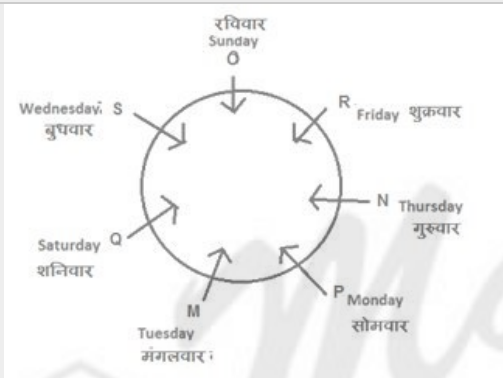 रविवार
Sunday
O
Wednesday: S
बुधवार
R Friday शुक्रवार
N Thursday
गुरुवार
Saturday Q
शनिवार
P Monday
सोमवार
M
Tuesday
मंगलवार :